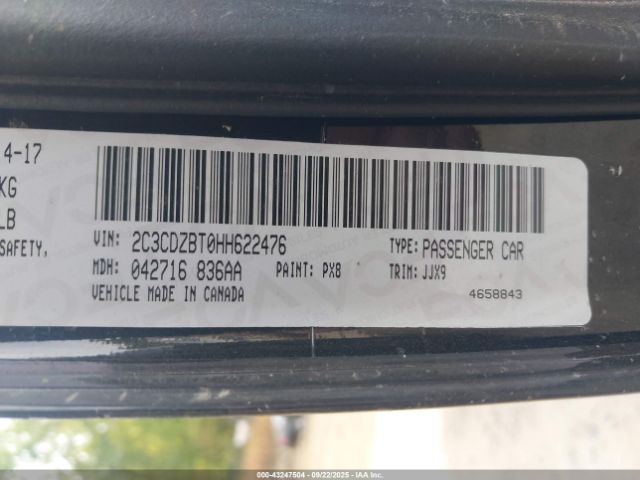 4-17
KG
LB
SAFETY,
VIN: 2C3CDZBT0HH622476
TYPE: PASSENGER CAR
MDH: 042716 836AA
PAINT: PX8
TRIM: JJX9
VEHICLE MADE IN CANADA
4658843
000-43247504 - 09/22/2025 - IAA Inc.